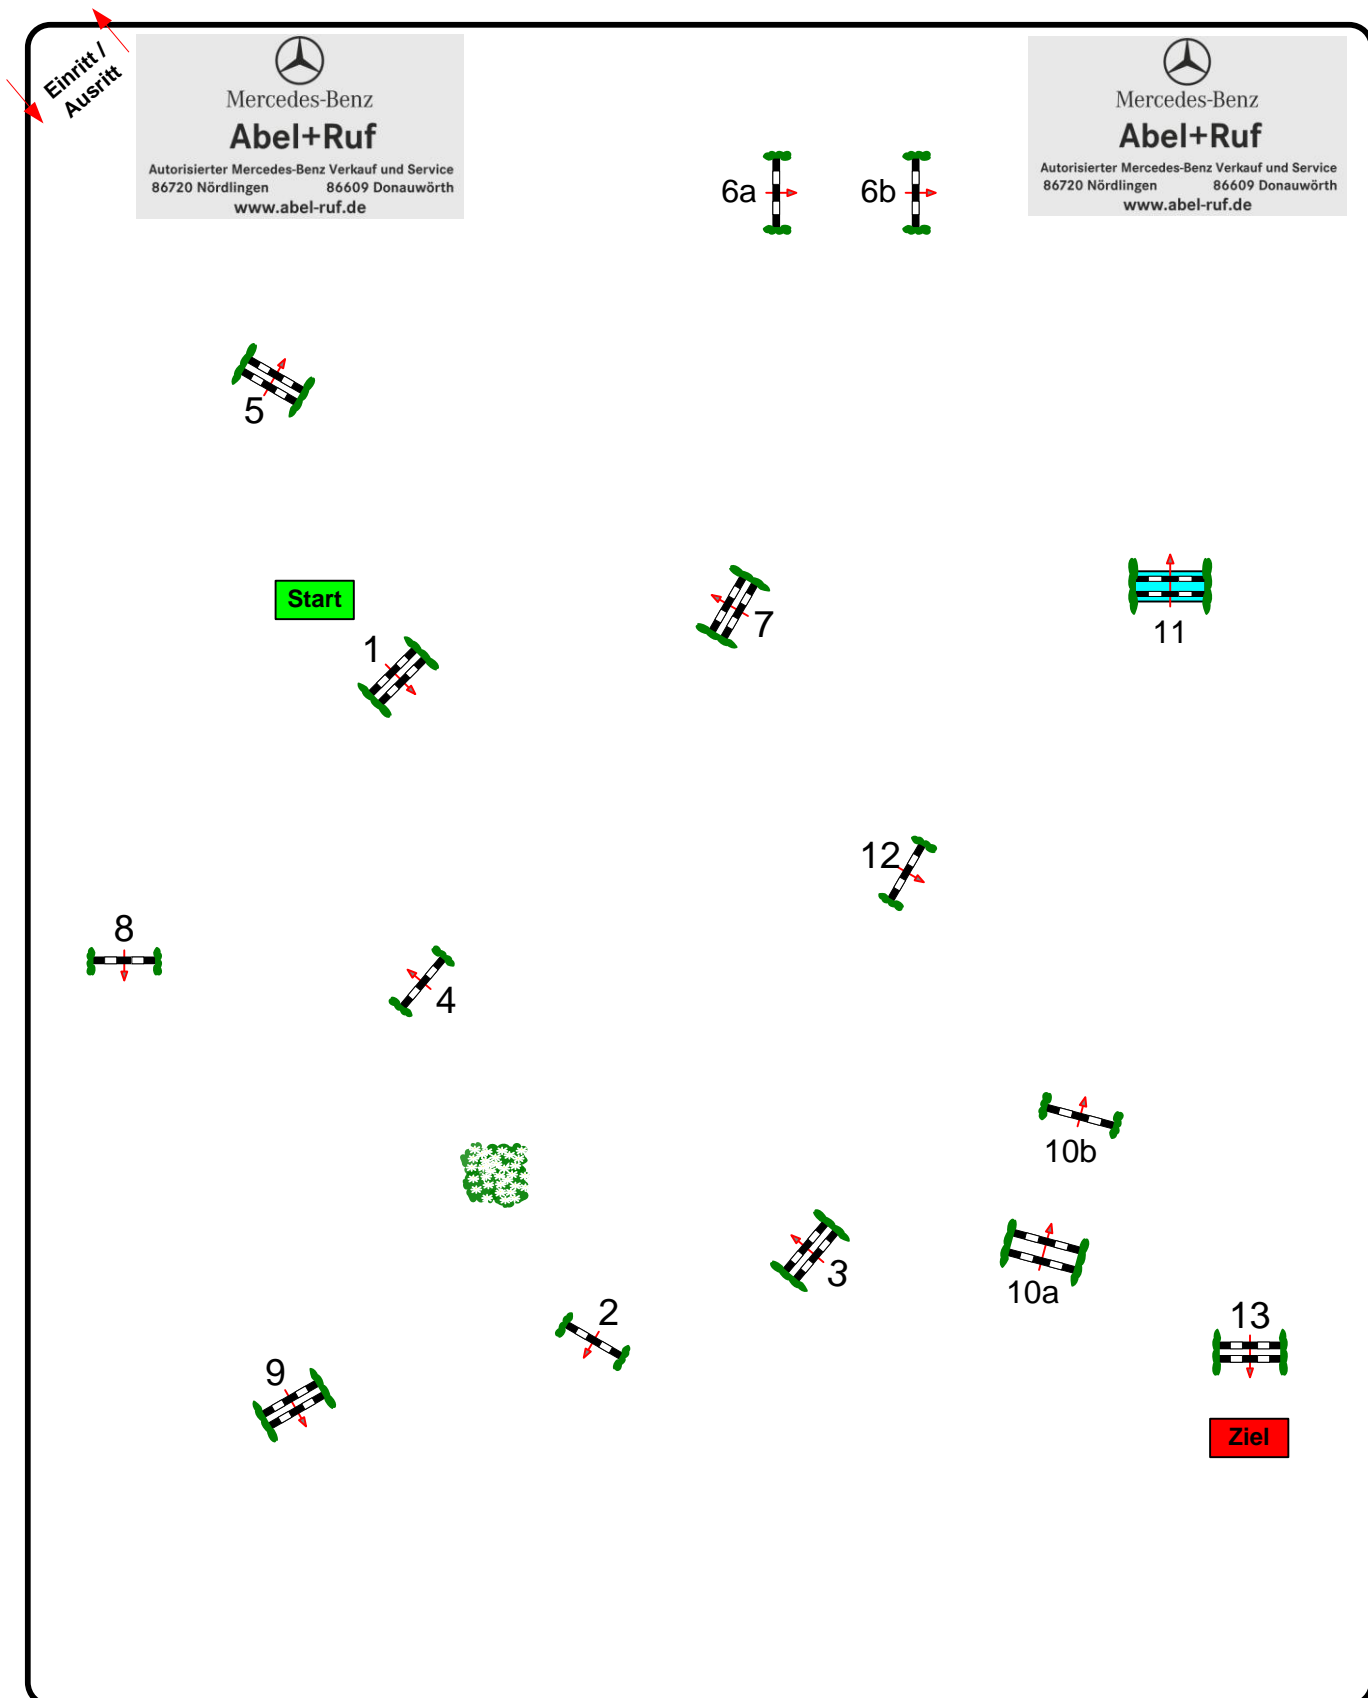 Einritt /
Ausritt
Mercedes-Benz
Abel+Ruf
Autorisierter Mercedes-Benz Verkauf und Service
86720 Nördlingen 86609 Donauwörth
www.abel-ruf.de
Mercedes-Benz
Abel+Ruf
Autorisierter Mercedes-Benz Verkauf und Service
86720 Nördlingen 86609 Donauwörth
www.abel-ruf.de
6a
6b
5
Start
7
11
1
12
8
4
10b
3
10a
2
13
9
Ziel